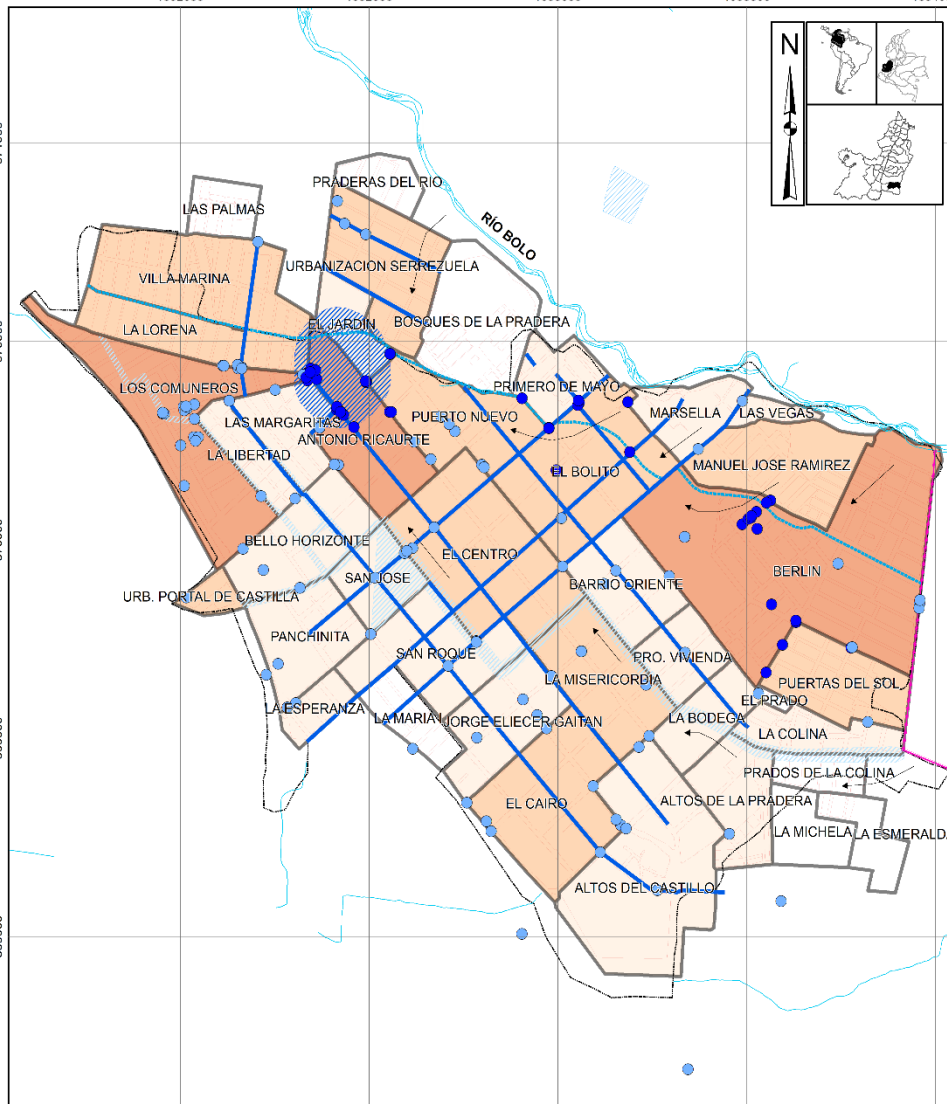 N
PRADERAS DEL RIO
LAS PALMAS
RÍO BOLO
URBANIZACION SERREZUELA
VILLA MARINA
EL JARDIN
BOSQUES DE LA PRADERA
LA LORENA
LOS COMUNEROS
PRIMERO DE MAYO
LAS MARGARITAS
PUERTO NUEVO
MARSELLA
LAS VEGAS
ANTONIO RICAURTE
LA LIBERTAD
EL BOLITO
MANUEL JOSE RAMIREZ
BELLO HORIZONTE
EL CENTRO
SAN JOSE
BERLIN
BARRIO ORIENTE
URB. PORTAL DE CASTILLA
PANCHINITA
SAN ROQUE
PRO. VIVIENDA
LA MISERICORDIA
PUERTAS DEL SOL
EL PRADO
LA ESPERANZA
LA MARIA
JORGE ELIECER GAITAN
LA BODEGA
LA COLINA
PRADOS DE LA COLINA
EL CAIRO
ALTOS DE LA PRADERA
LA MICHELA
LA ESMERALDA
ALTOS DEL CASTILLO